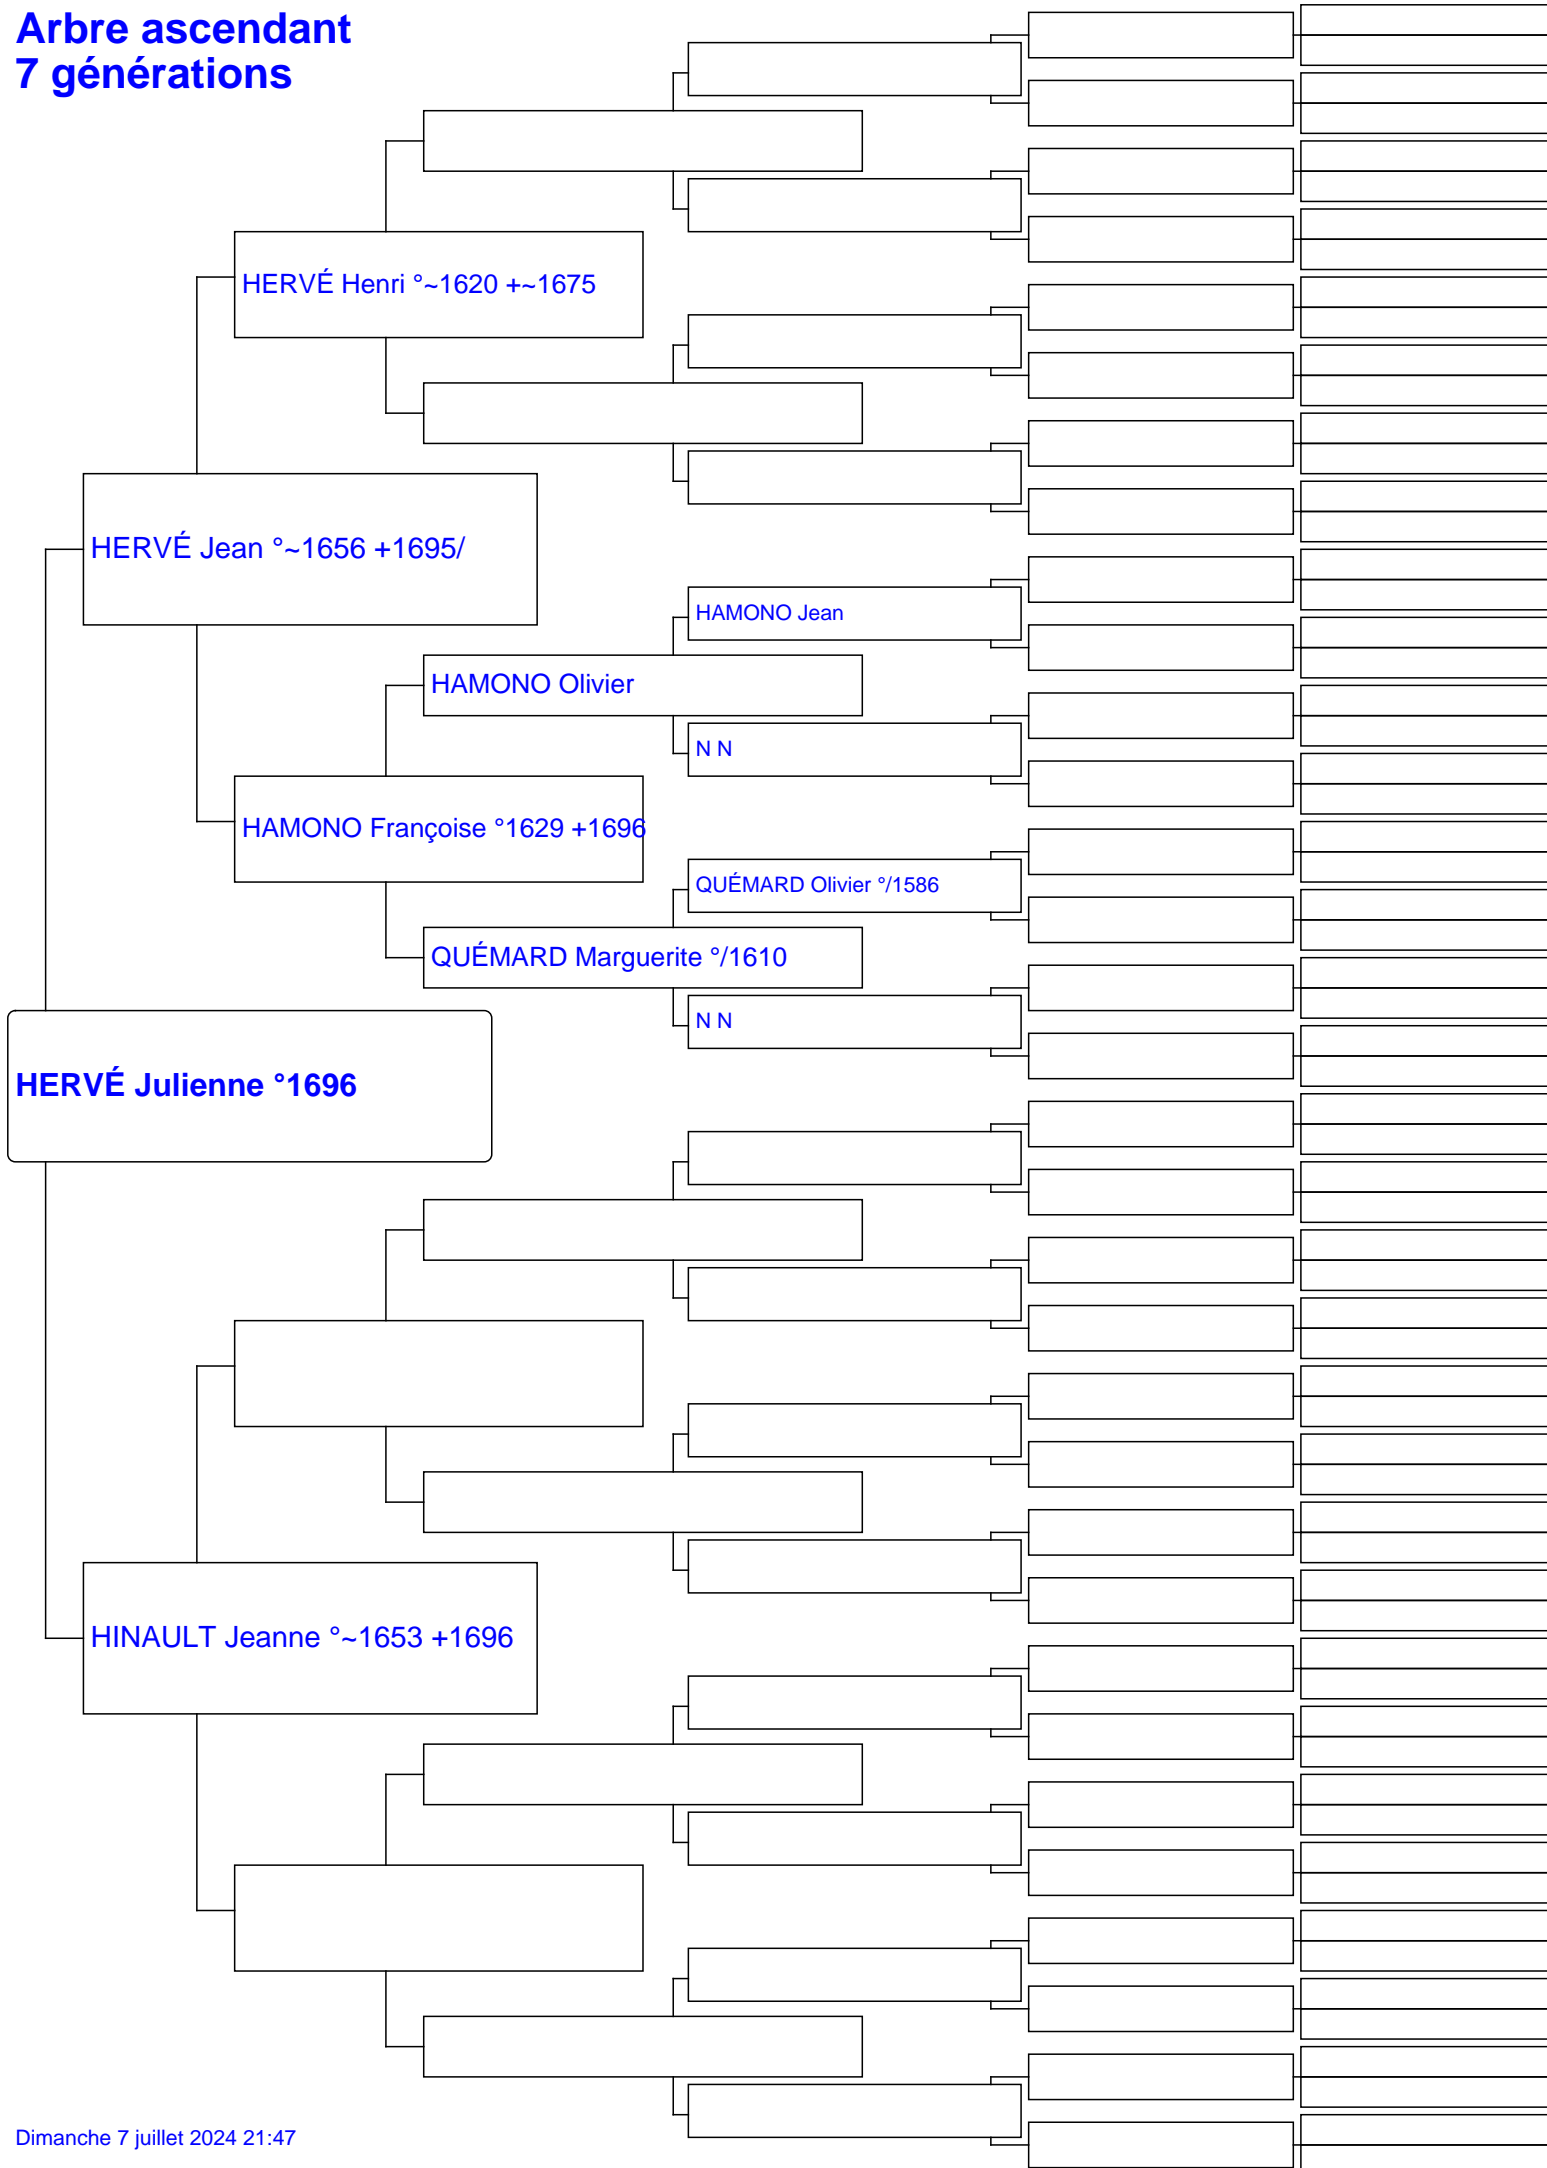 Arbre ascendant
7 générations
HERVÉ Henri °~1620 +~1675
HERVÉ Jean °~1656 +1695/
HAMONO Jean
HAMONO Olivier
N N
HAMONO Françoise °1629 +1696
QUÉMARD Olivier °/1586
QUÉMARD Marguerite °/1610
N N
HERVÉ Julienne °1696
HINAULT Jeanne °~1653 +1696
Dimanche 7 juillet 2024 21:47